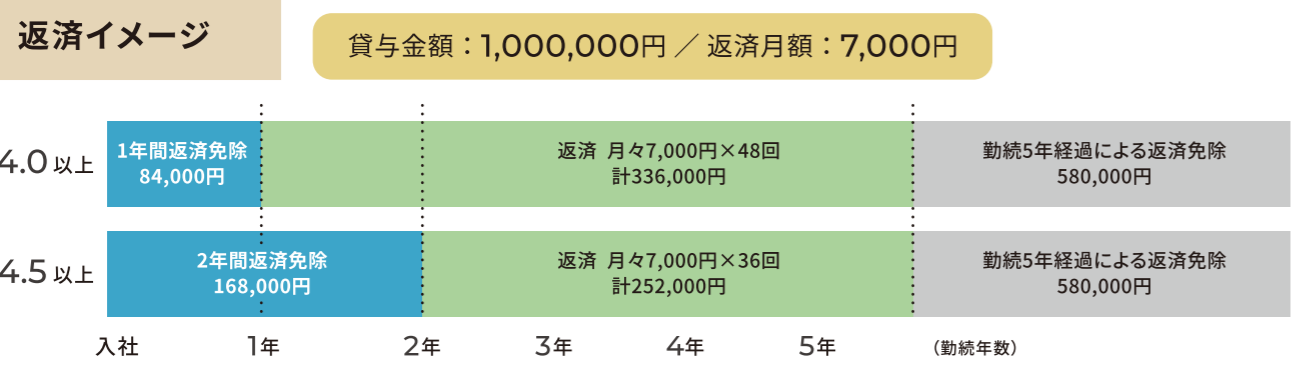 返済イメージ
貸与金額：1,000,000円 ／ 返済月額：7,000円
4.0 以上
1年間返済免除
84,000円
返済 月々7,000円×48回
計336,000円
勤続5年経過による返済免除
580,000円
4.5 以上
2年間返済免除
168,000円
返済 月々7,000円×36回
計252,000円
勤続5年経過による返済免除
580,000円
入社 1年 2年 3年 4年 5年 （勤続年数）